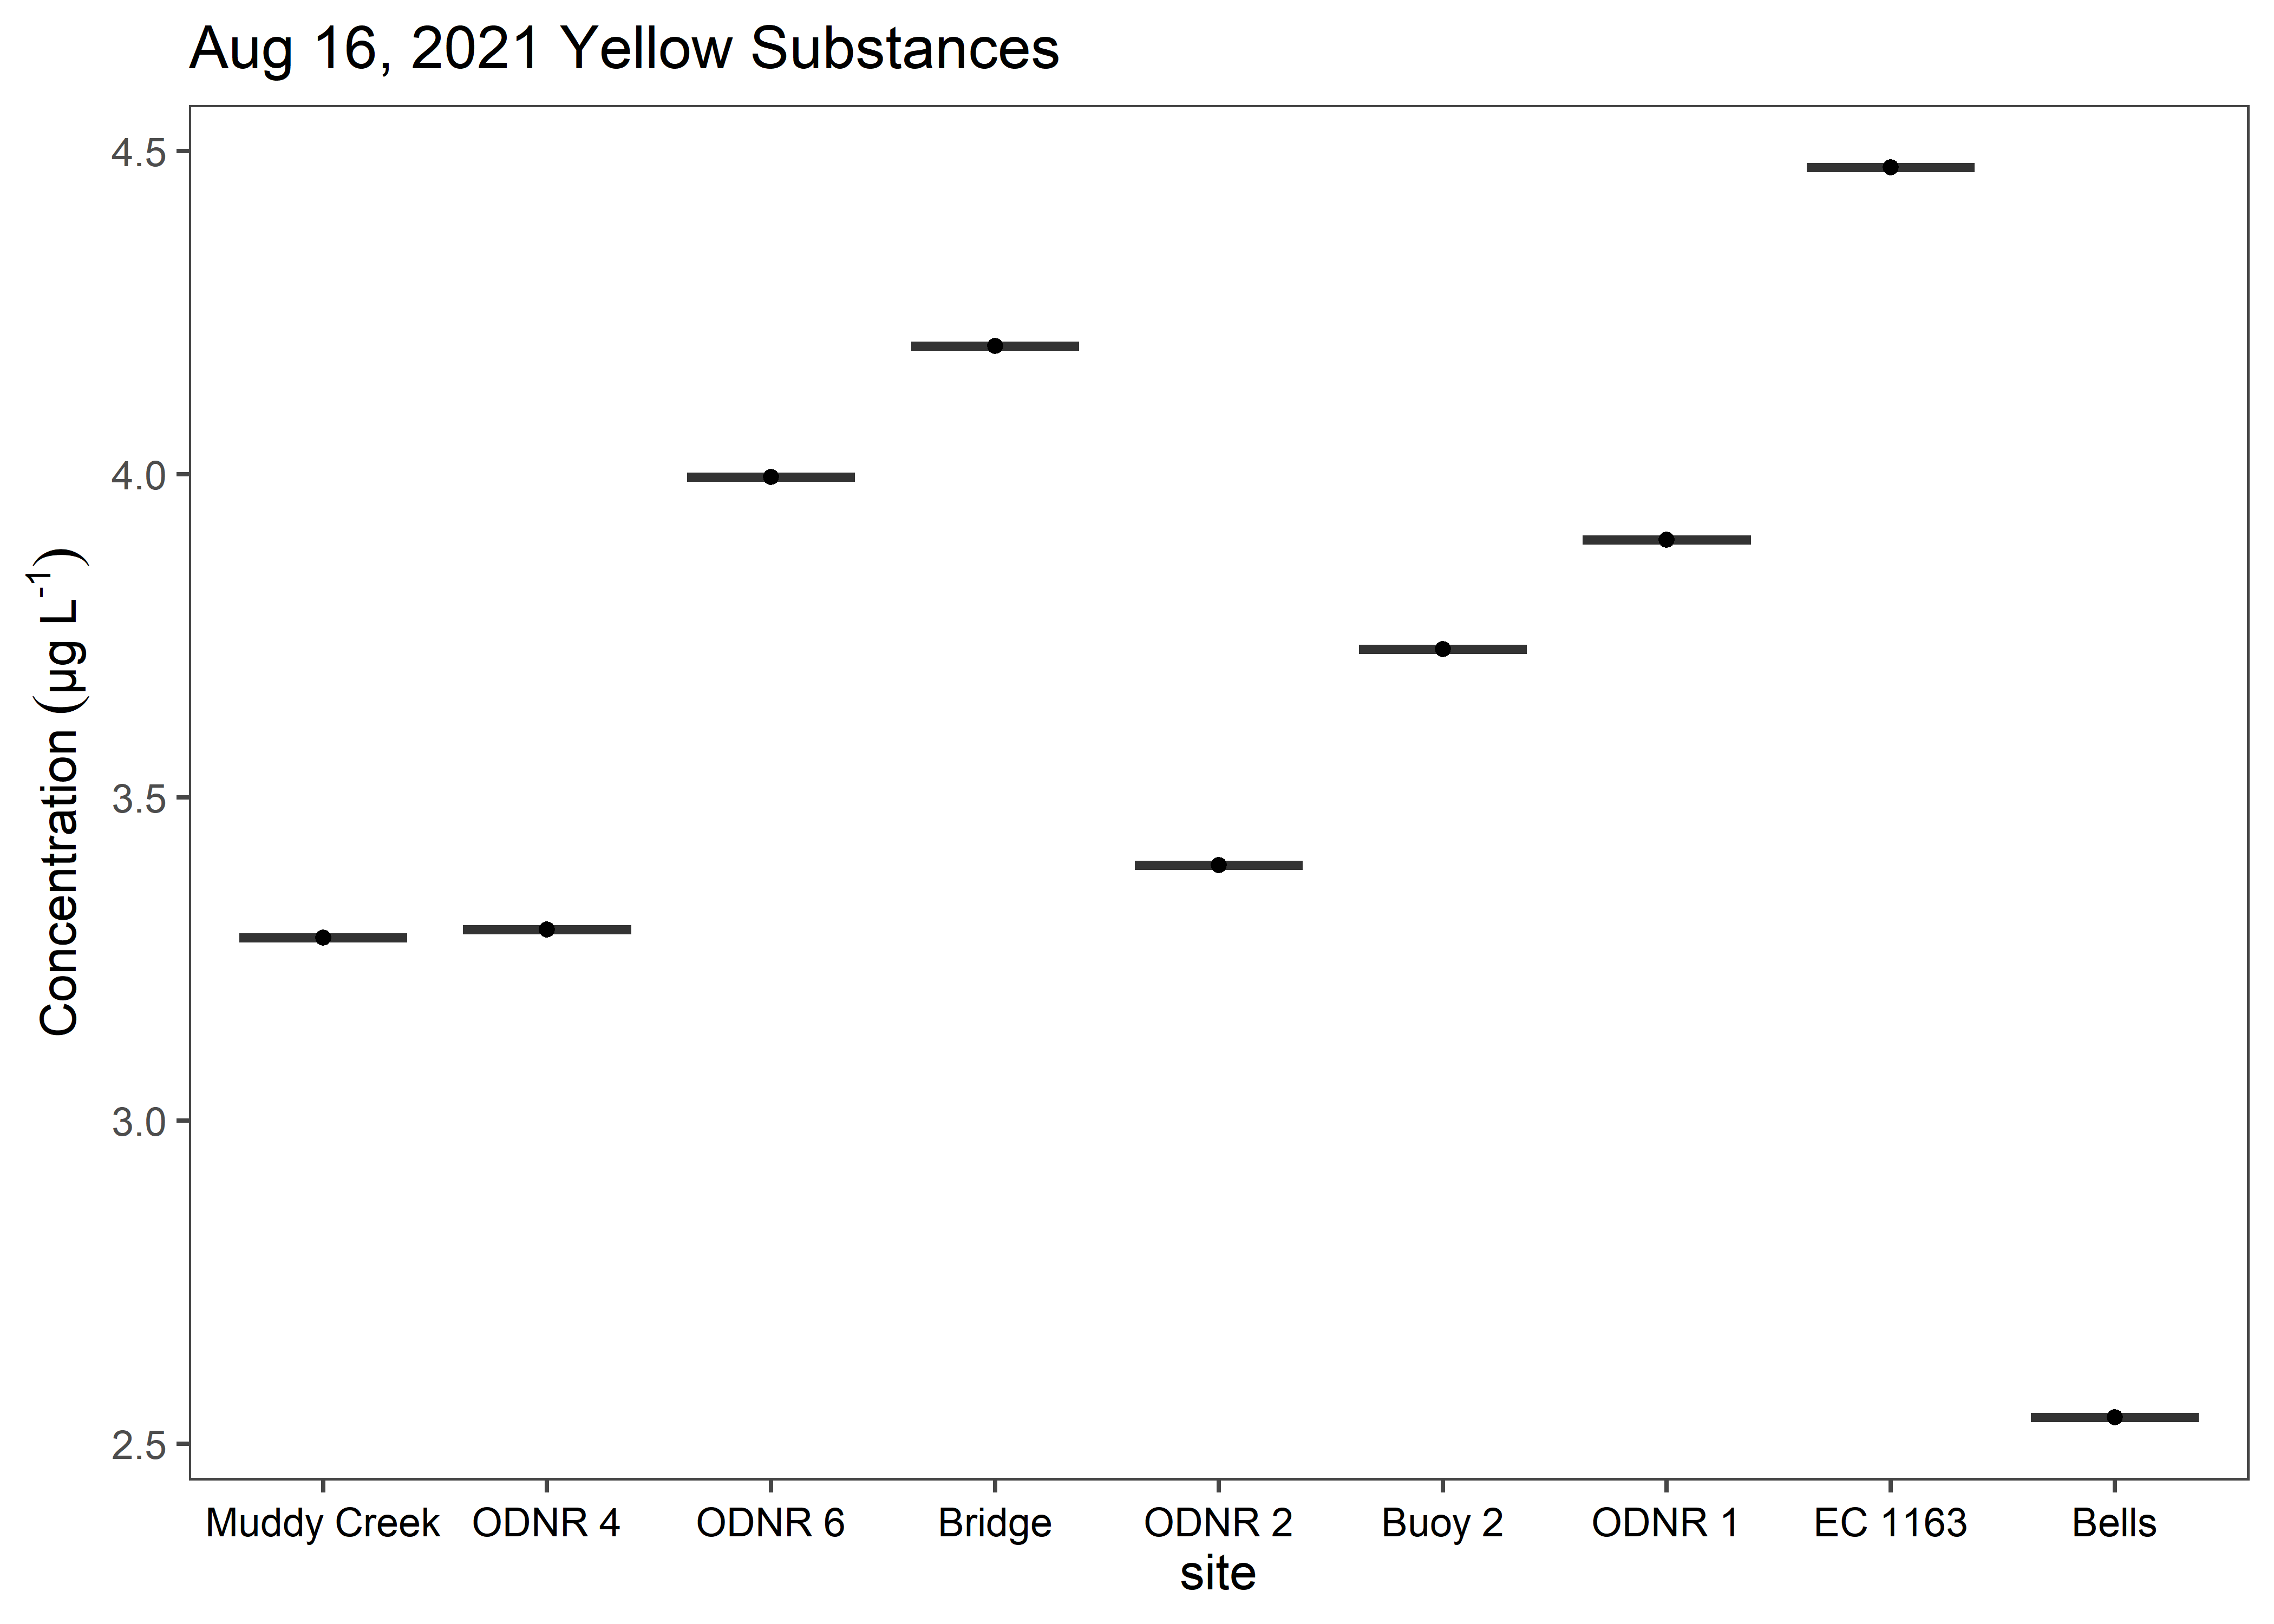 Aug 16, 2021 Yellow Substances
Concentration (µg L⁻¹)
4.5
4.0
3.5
3.0
2.5
Muddy Creek ODNR 4 ODNR 6 Bridge ODNR 2 Buoy 2 ODNR 1 EC 1163 Bells
site